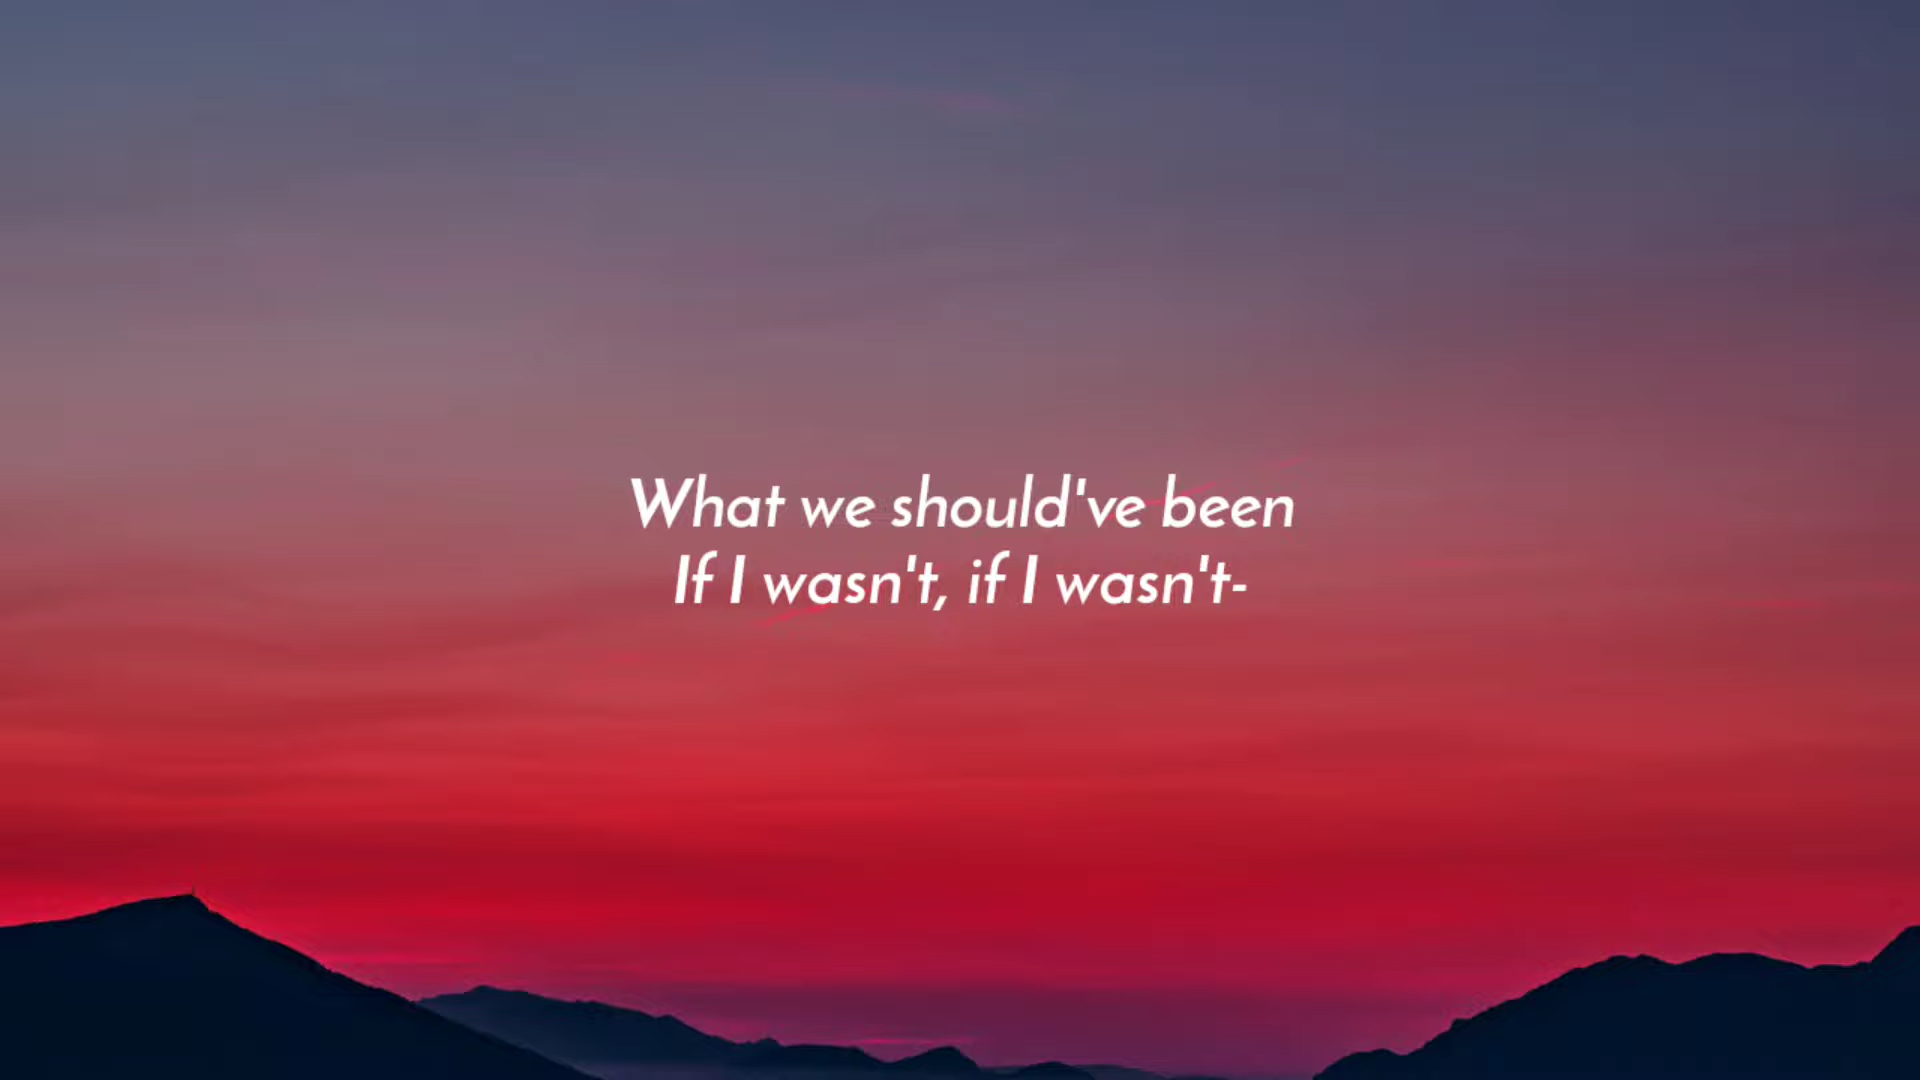 What we should've been
If I wasn't, if I wasn't-